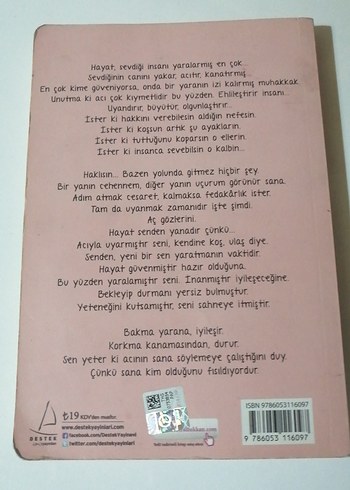 Hayat, sevdiği insanı yaralarmış en çok...
Sevdiğinin canını yakar, acıtır, kanatırmış...
En çok kime güveniyorsa, onda bir yaranın izi kalırmış muhakkak.
Unutma ki acı çok kıymetlidir bu yüzden. Ehlileştirir insanı...
Uyandırır, büyütür, olgunlaştırır...
İster ki hakkını verebilesin aldığın nefesin.
İster ki koşsun artık şu ayakların.
İster ki tuttuğunu koparsın o ellerin.
İster ki insanca sevebilsin o kalbin...
Haklısın... Bazen yolunda gitmez hiçbir şey.
Bir yanın cehennem, diğer yanın uçurum görünür sana.
Adım atmak cesaret, kalmaksa fedakârlık ister.
Tam da uyanmak zamanıdır işte şimdi.
Aç gözlerini.
Hayat senden yanadır çünkü...
Acıyla uyarmıştır seni, kendine koş, ulaş diye.
Senden, yeni bir sen yaratmanın vaktidir.
Hayat güvenmiştir hazır olduğuna.
Bu yüzden yaralamıştır seni. İnanmıştır iyileşeceğine.
Bekleyip durmanı yersiz bulmuştur.
Yeteneğini kutsamıştır, seni sahneye itmiştir.
Bakma yarana, iyileşir.
Korkma kanamasından, durur.
Sen yeter ki acının sana söylemeye çalıştığını duy.
Çünkü sana kim olduğunu fısıldıyordur.
DESTEK
₺19 KDV'den muaftır.
www.destekyayinlari.com
facebook.com/DestekYayinevi
twitter.com/destekyayinlari
ISBN 9786053116097
9 786053 116097